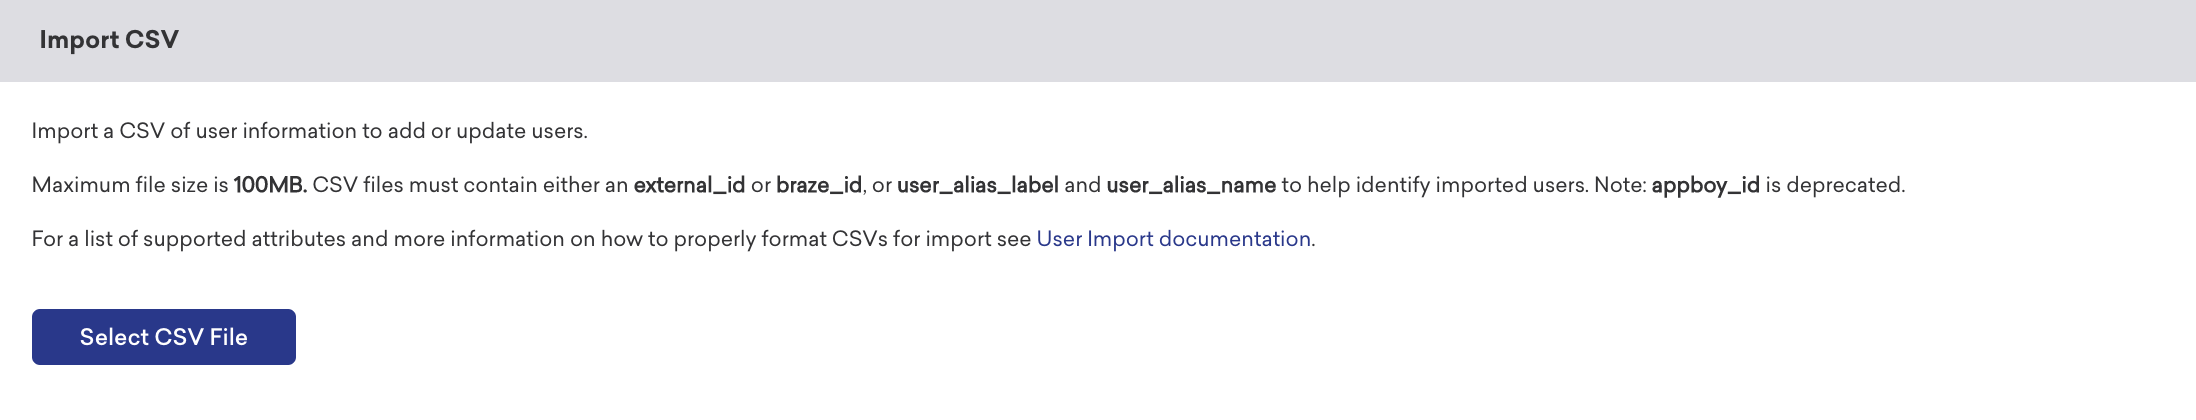 Import CSV
Import a CSV of user information to add or update users.
Maximum file size is 100MB. CSV files must contain either an external_id or braze_id, or user_alias_label and user_alias_name to help identify imported users. Note: appboy_id is deprecated.
For a list of supported attributes and more information on how to properly format CSVs for import see User Import documentation.
Select CSV File